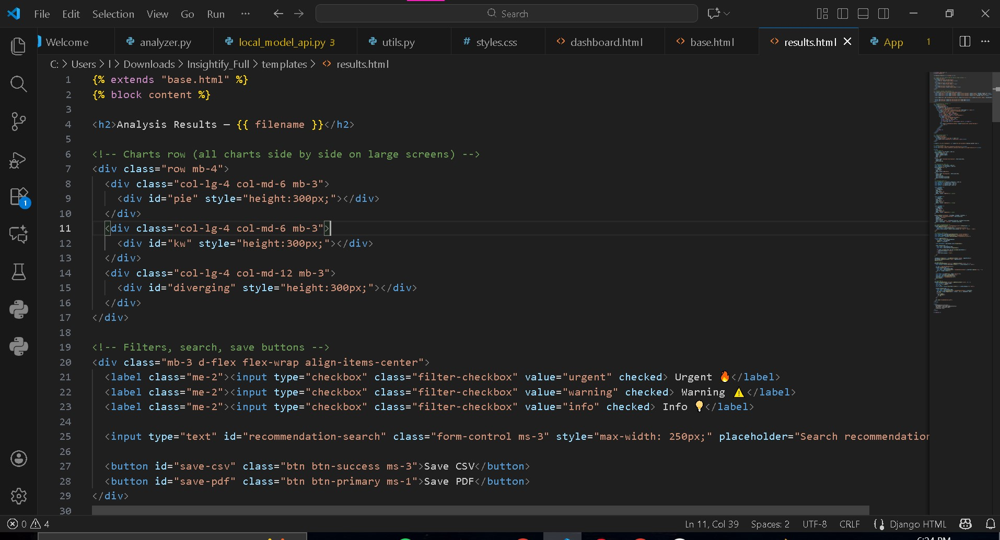 File Edit Selection View Go Run ··· Search
Welcome analyzer.py local_model_api.py 3 utils.py # styles.css dashboard.html base.html results.html App 1
C: > Users > l > Downloads > Insightify_Full > templates > <> results.html
1 {% extends "base.html" %}
2 {% block content %}
3
4 <h2>Analysis Results — {{ filename }}</h2>
5
6 <!-- Charts row (all charts side by side on large screens) -->
7 <div class="row mb-4">
8 <div class="col-lg-4 col-md-6 mb-3">
9 <div id="pie" style="height:300px;"></div>
10 </div>
11 <div class="col-lg-4 col-md-6 mb-3">
12 <div id="kw" style="height:300px;"></div>
13 </div>
14 <div class="col-lg-4 col-md-12 mb-3">
15 <div id="diverging" style="height:300px;"></div>
16 </div>
17 </div>
18
19 <!-- Filters, search, save buttons -->
20 <div class="mb-3 d-flex flex-wrap align-items-center">
21 <label class="me-2"><input type="checkbox" class="filter-checkbox" value="urgent" checked> Urgent 🔥</label>
22 <label class="me-2"><input type="checkbox" class="filter-checkbox" value="warning" checked> Warning ⚠️</label>
23 <label class="me-2"><input type="checkbox" class="filter-checkbox" value="info" checked> Info 💡</label>
24
25 <input type="text" id="recommendation-search" class="form-control ms-3" style="max-width: 250px;" placeholder="Search recommendation
26
27 <button id="save-csv" class="btn btn-success ms-3">Save CSV</button>
28 <button id="save-pdf" class="btn btn-primary ms-1">Save PDF</button>
29 </div>
30
1
0 4 Ln 11, Col 39 Spaces: 2 UTF-8 CRLF { } Django HTML